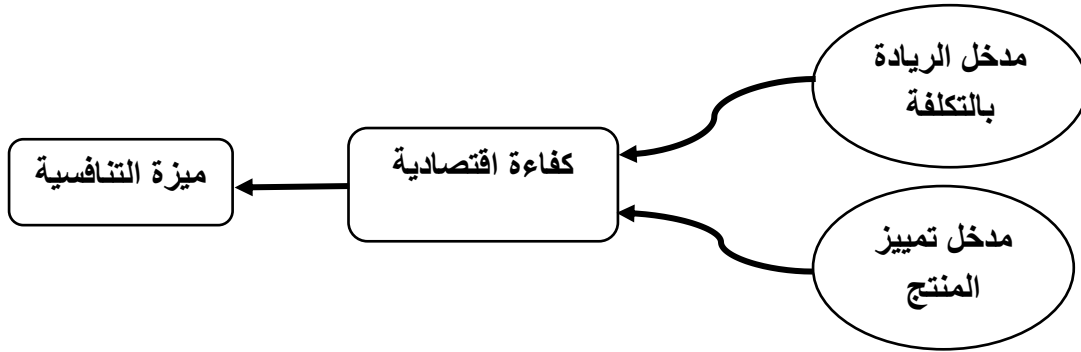 مدخل الريادة
بالتكلفة
كفاءة اقتصادية
ميزة التنافسية
مدخل تمييز
المنتج